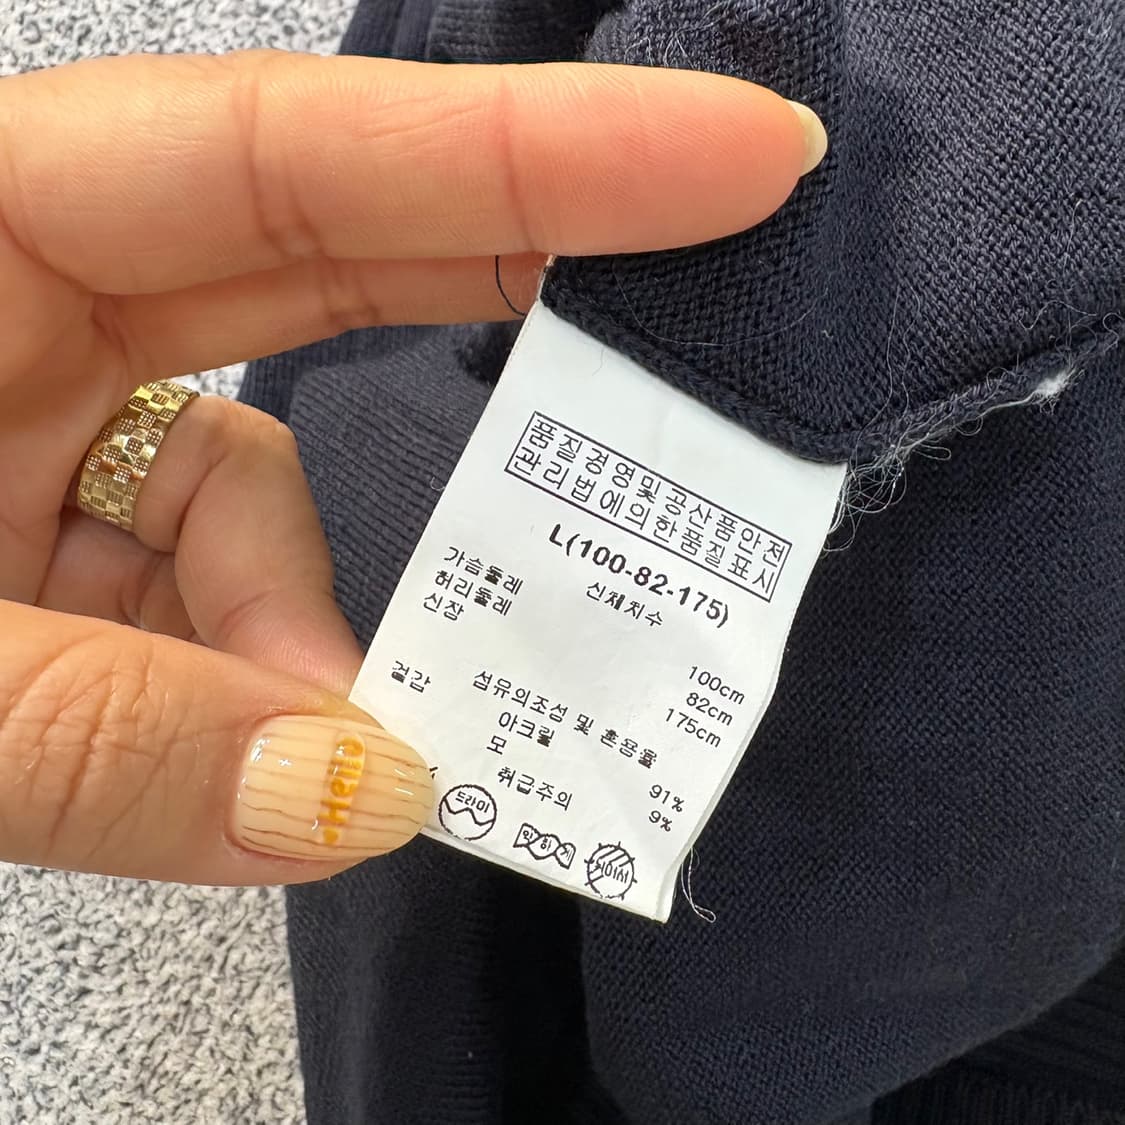 품질경영및공산품안전
관리법에의한품질표시
L(100-82-175)
신체치수
가슴둘레 100cm
허리둘레 82cm
신장 175cm
섬유의조성 및 혼용율
겉감 아크릴 91%
모 9%
취급주의
드라이
약하게
Hello